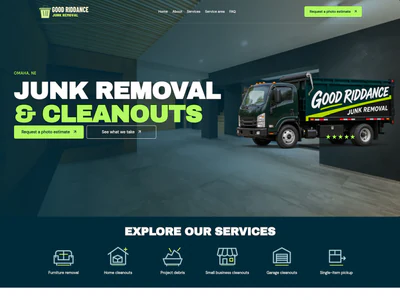 GOOD RIDDANCE
JUNK REMOVAL
Home About Services Service area FAQ
Request a photo estimate
OMAHA, NE
JUNK REMOVAL
& CLEANOUTS
Request a photo estimate
See what we take
GOOD RIDDANCE
JUNK REMOVAL
EXPLORE OUR SERVICES
Furniture removal
Home cleanouts
Project debris
Small business cleanouts
Garage cleanouts
Single-item pickup